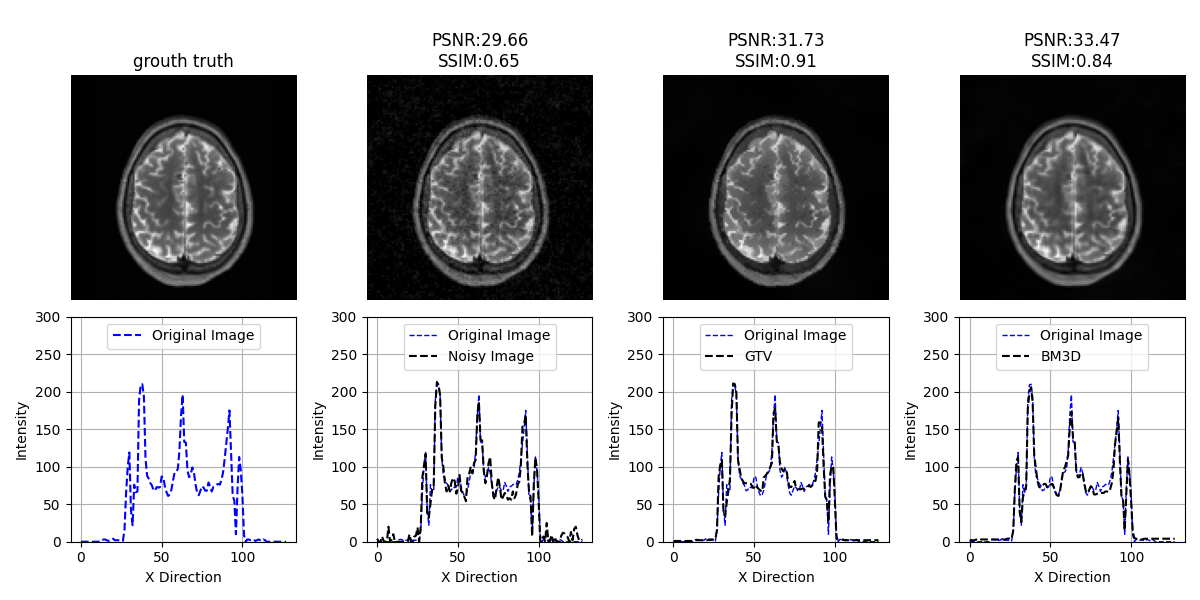 grouth truth
PSNR:29.66
SSIM:0.65
PSNR:31.73
SSIM:0.91
PSNR:33.47
SSIM:0.84
300
250
200
150
100
50
0
Intensity
Original Image
0
50
100
X Direction
300
250
200
150
100
50
0
Intensity
Original Image
Noisy Image
0
50
100
X Direction
300
250
200
150
100
50
0
Intensity
Original Image
GTV
0
50
100
X Direction
300
250
200
150
100
50
0
Intensity
Original Image
BM3D
0
50
100
X Direction